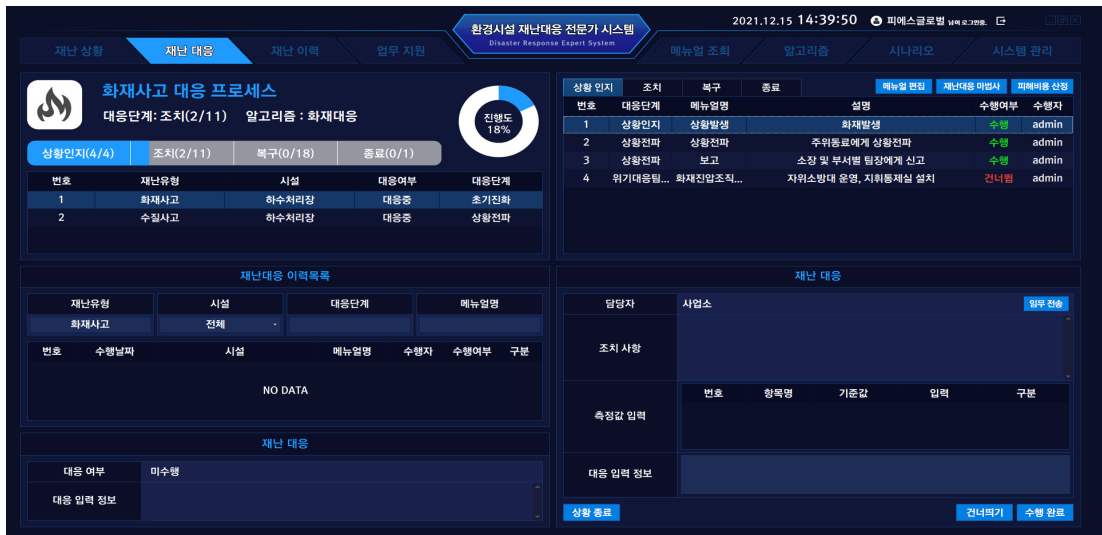 환경시설 재난대응 전문가 시스템
Disaster Response Expert System
2021.12.15 14:39:50 피에스글로벌 님이 로그인중.
재난 상황 재난 대응 재난 이력 업무 지원 메뉴얼 조회 알고리즘 시나리오 시스템 관리
화재사고 대응 프로세스
대응단계: 조치(2/11) 알고리즘 : 화재대응
진행도
18%
상황인지(4/4) 조치(2/11) 복구(0/18) 종료(0/1)
번호 재난유형 시설 대응여부 대응단계
1 화재사고 하수처리장 대응중 초기진화
2 수질사고 하수처리장 대응중 상황전파
상황 인지 조치 복구 종료 메뉴얼 편집 재난대응 마법사 피해비용 산정
번호 대응단계 메뉴얼명 설명 수행여부 수행자
1 상황인지 상황발생 화재발생 수행 admin
2 상황전파 상황전파 주위동료에게 상황전파 수행 admin
3 상황전파 보고 소장 및 부서별 팀장에게 신고 수행 admin
4 위기대응팀... 화재진압조직... 자위소방대 운영, 지휘통제실 설치 건너뜀 admin
재난대응 이력목록
재난유형 시설 대응단계 메뉴얼명
화재사고 전체
번호 수행날짜 시설 메뉴얼명 수행자 수행여부 구분
NO DATA
재난 대응
대응 여부 미수행
대응 입력 정보
재난 대응
담당자 사업소 임무 전송
조치 사항
측정값 입력
번호 항목명 기준값 입력 구분
대응 입력 정보
상황 종료 건너띄기 수행 완료